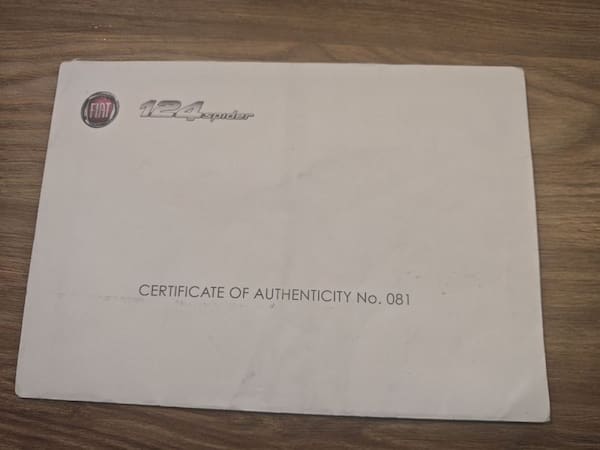 FIAT
124 spider
CERTIFICATE OF AUTHENTICITY No. 081